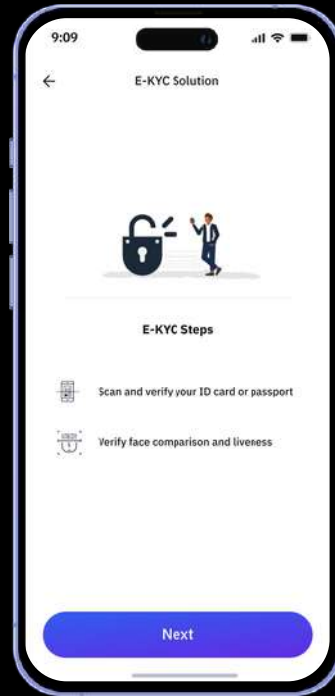 9:09
E-KYC Solution
E-KYC Steps
Scan and verify your ID card or passport
Verify face comparison and liveness
Next